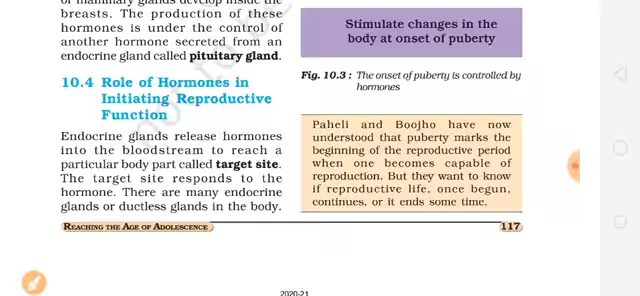 of mammary glands develop inside the
breasts. The production of these
hormones is under the control of
another hormone secreted from an
endocrine gland called pituitary gland.
10.4 Role of Hormones in
Initiating Reproductive
Function
Endocrine glands release hormones
into the bloodstream to reach a
particular body part called target site.
The target site responds to the
hormone. There are many endocrine
glands or ductless glands in the body.
Stimulate changes in the
body at onset of puberty
Fig. 10.3 : The onset of puberty is controlled by
hormones
Paheli and Boojho have now
understood that puberty marks the
beginning of the reproductive period
when one becomes capable of
reproduction. But they want to know
if reproductive life, once begun,
continues, or it ends some time.
REACHING THE AGE OF ADOLESCENCE
117
2020-21